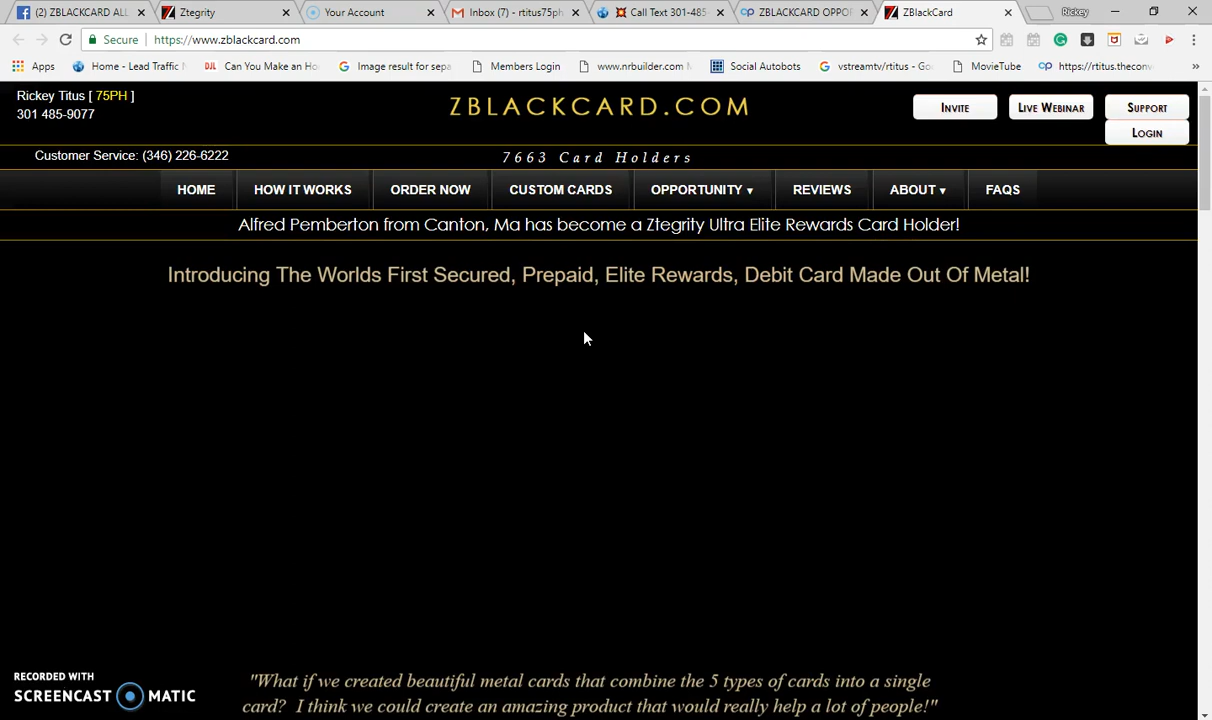 (2) ZBLACKCARD ALL
Ztegrity
Your Account
Inbox (7) - rtitus75ph
Call Text 301-485-
ZBLACKCARD OPPO
ZBlackCard
Rickey
Secure
https://www.zblackcard.com
Apps
Home - Lead Traffic
DJL
Can You Make an Ho
Image result for sepa
Members Login
www.nrbuilder.com
Social Autobots
vstreamtv/rtitus - Go
MovieTube
https://rtitus.theconv
Rickey Titus [ 75PH ]
301 485-9077
ZBLACKCARD.COM
INVITE
LIVE WEBINAR
SUPPORT
LOGIN
Customer Service: (346) 226-6222
7663 Card Holders
HOME
HOW IT WORKS
ORDER NOW
CUSTOM CARDS
OPPORTUNITY ▼
REVIEWS
ABOUT ▼
FAQS
Alfred Pemberton from Canton, Ma has become a Ztegrity Ultra Elite Rewards Card Holder!
Introducing The Worlds First Secured, Prepaid, Elite Rewards, Debit Card Made Out Of Metal!
"What if we created beautiful metal cards that combine the 5 types of cards into a single
card? I think we could create an amazing product that would really help a lot of people!"
RECORDED WITH
SCREENCAST MATIC